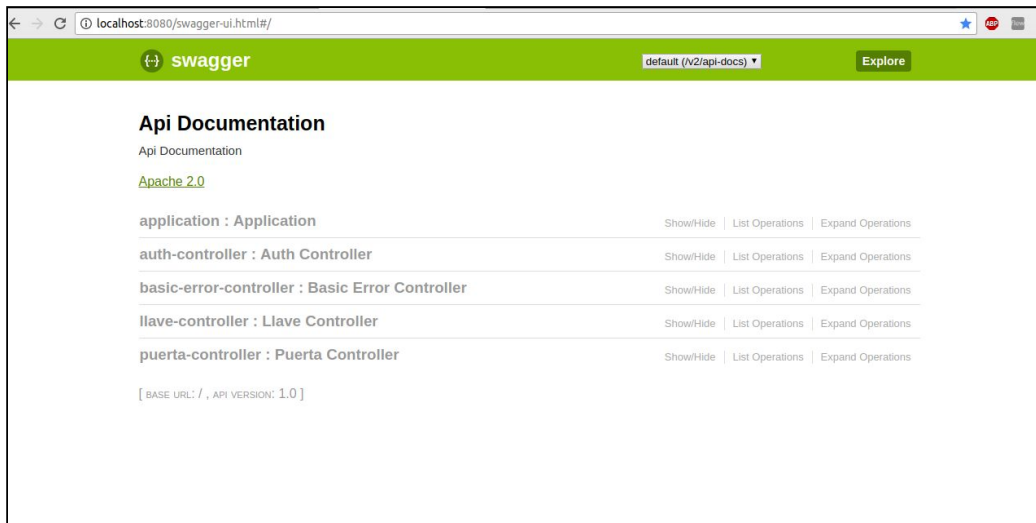 localhost:8080/swagger-ui.html#/
ABP
{··} swagger
default (/v2/api-docs) ▼
Explore
Api Documentation
Api Documentation
Apache 2.0
application : Application Show/Hide List Operations Expand Operations
auth-controller : Auth Controller Show/Hide List Operations Expand Operations
basic-error-controller : Basic Error Controller Show/Hide List Operations Expand Operations
llave-controller : Llave Controller Show/Hide List Operations Expand Operations
puerta-controller : Puerta Controller Show/Hide List Operations Expand Operations
[ BASE URL: / , API VERSION: 1.0 ]